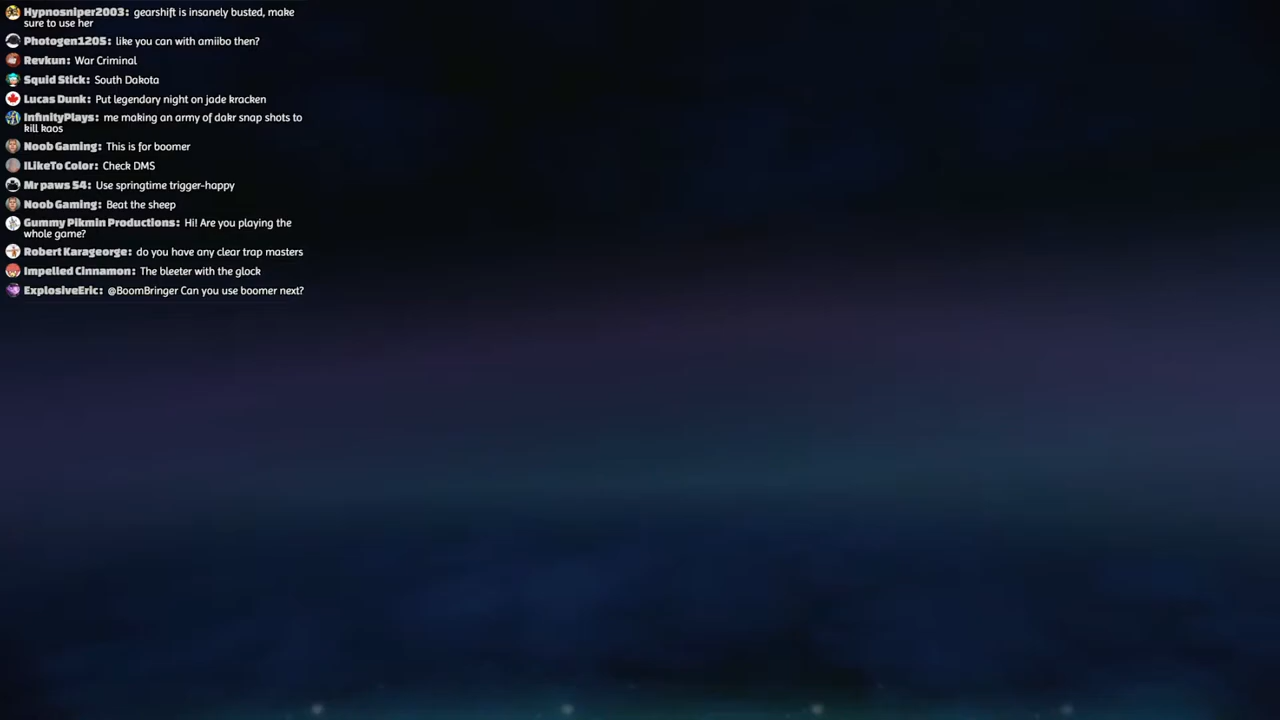 Hypnosniper2003: gearshift is insanely busted, make
sure to use her
Photogen1205: like you can with amiibo then?
Revkun: War Criminal
Squid Stick: South Dakota
Lucas Dunk: Put legendary night on jade kracken
InfinityPlays: me making an army of dakr snap shots to
kill kaos
Noob Gaming: This is for boomer
ILikeTo Color: Check DMS
Mr paws 54: Use springtime trigger-happy
Noob Gaming: Beat the sheep
Gummy Pikmin Productions: Hi! Are you playing the
whole game?
Robert Karageorge: do you have any clear trap masters
Impelled Cinnamon: The bleeter with the glock
ExplosiveEric: @BoomBringer Can you use boomer next?